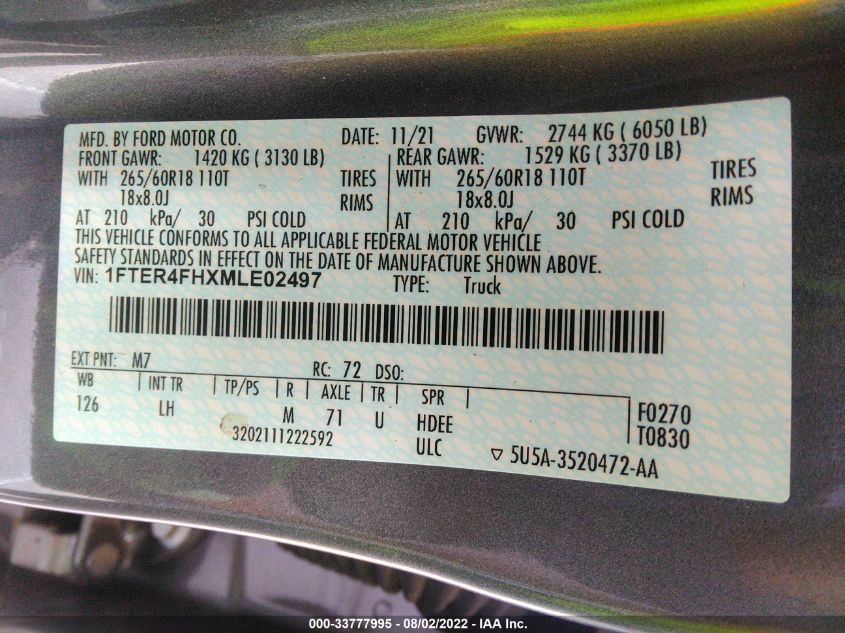 MFD. BY FORD MOTOR CO. DATE: 11/21 GVWR: 2744 KG ( 6050 LB)
FRONT GAWR: 1420 KG ( 3130 LB) REAR GAWR: 1529 KG ( 3370 LB)
WITH 265/60R18 110T TIRES WITH 265/60R18 110T TIRES
18x8.0J RIMS 18x8.0J RIMS
AT 210 kPa/ 30 PSI COLD AT 210 kPa/ 30 PSI COLD
THIS VEHICLE CONFORMS TO ALL APPLICABLE FEDERAL MOTOR VEHICLE
SAFETY STANDARDS IN EFFECT ON THE DATE OF MANUFACTURE SHOWN ABOVE.
VIN: 1FTER4FHXMLE02497 TYPE: Truck
EXT PNT: M7 RC: 72 DSO:
WB INT TR TP/PS R AXLE TR SPR
126 LH M 71 U HDEE F0270
3202111222592 ULC T0830
5U5A-3520472-AA
000-33777995 - 08/02/2022 - IAA Inc.